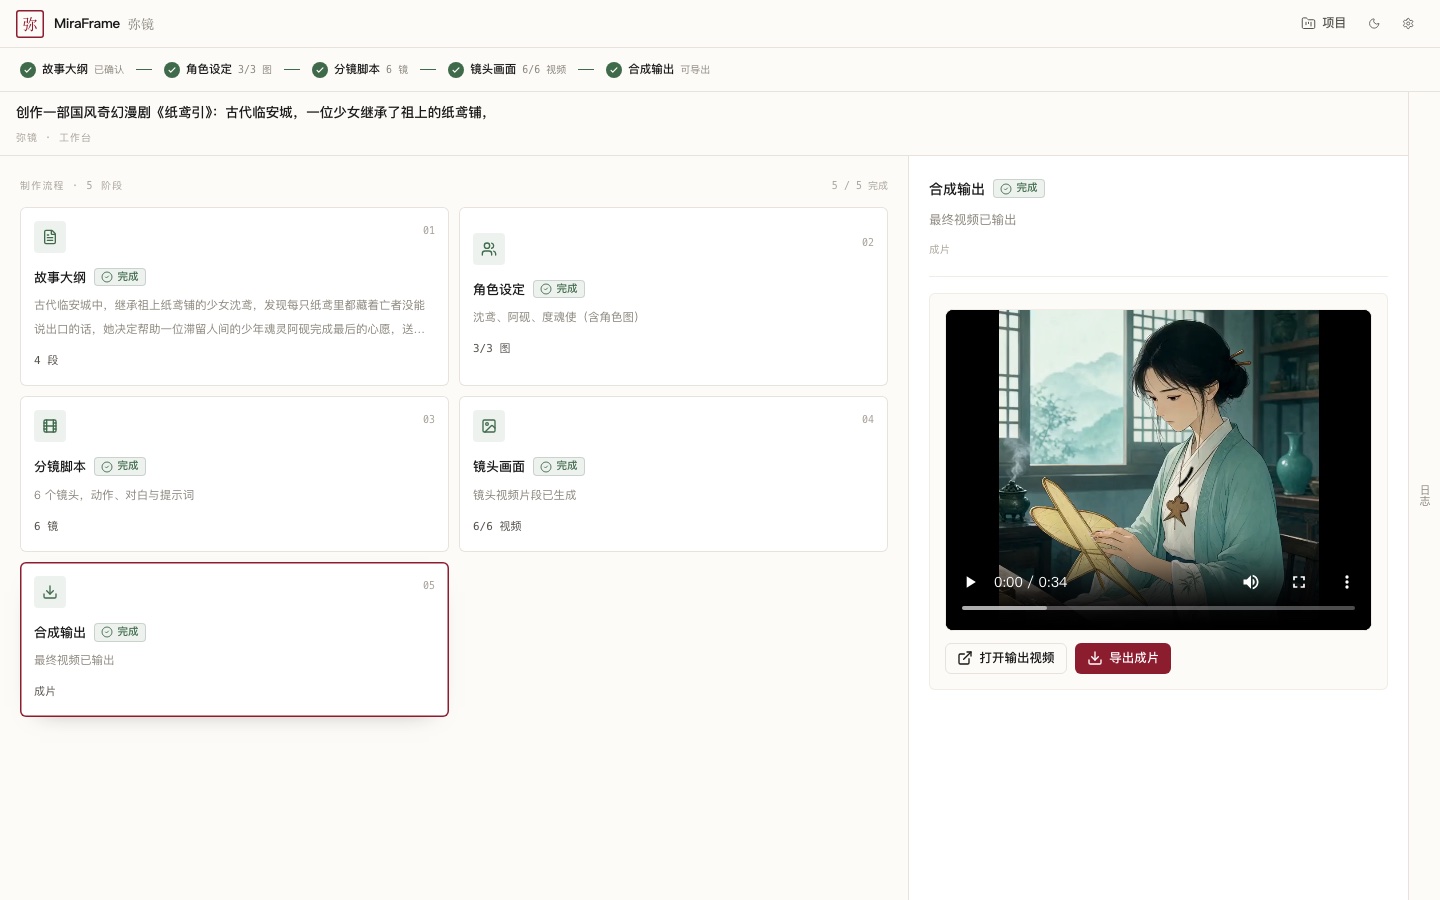 弥 MiraFrame 弥镜 项目
故事大纲 已确认 角色设定 3/3 图 分镜脚本 6 镜 镜头画面 6/6 视频 合成输出 可导出
创作一部国风奇幻漫剧《纸鸢引》：古代临安城，一位少女继承了祖上的纸鸢铺，
弥镜 · 工作台
制作流程 · 5 阶段 5 / 5 完成
01
故事大纲 完成
古代临安城中，继承祖上纸鸢铺的少女沈鸢，发现每只纸鸢里都藏着亡者没能
说出口的话，她决定帮助一位滞留人间的少年魂灵阿砚完成最后的心愿，送…
4 段
02
角色设定 完成
沈鸢、阿砚、度魂使（含角色图）
3/3 图
03
分镜脚本 完成
6 个镜头，动作、对白与提示词
6 镜
04
镜头画面 完成
镜头视频片段已生成
6/6 视频
05
合成输出 完成
最终视频已输出
成片
合成输出 完成
最终视频已输出
成片
0:00 / 0:34
打开输出视频 导出成片
日志